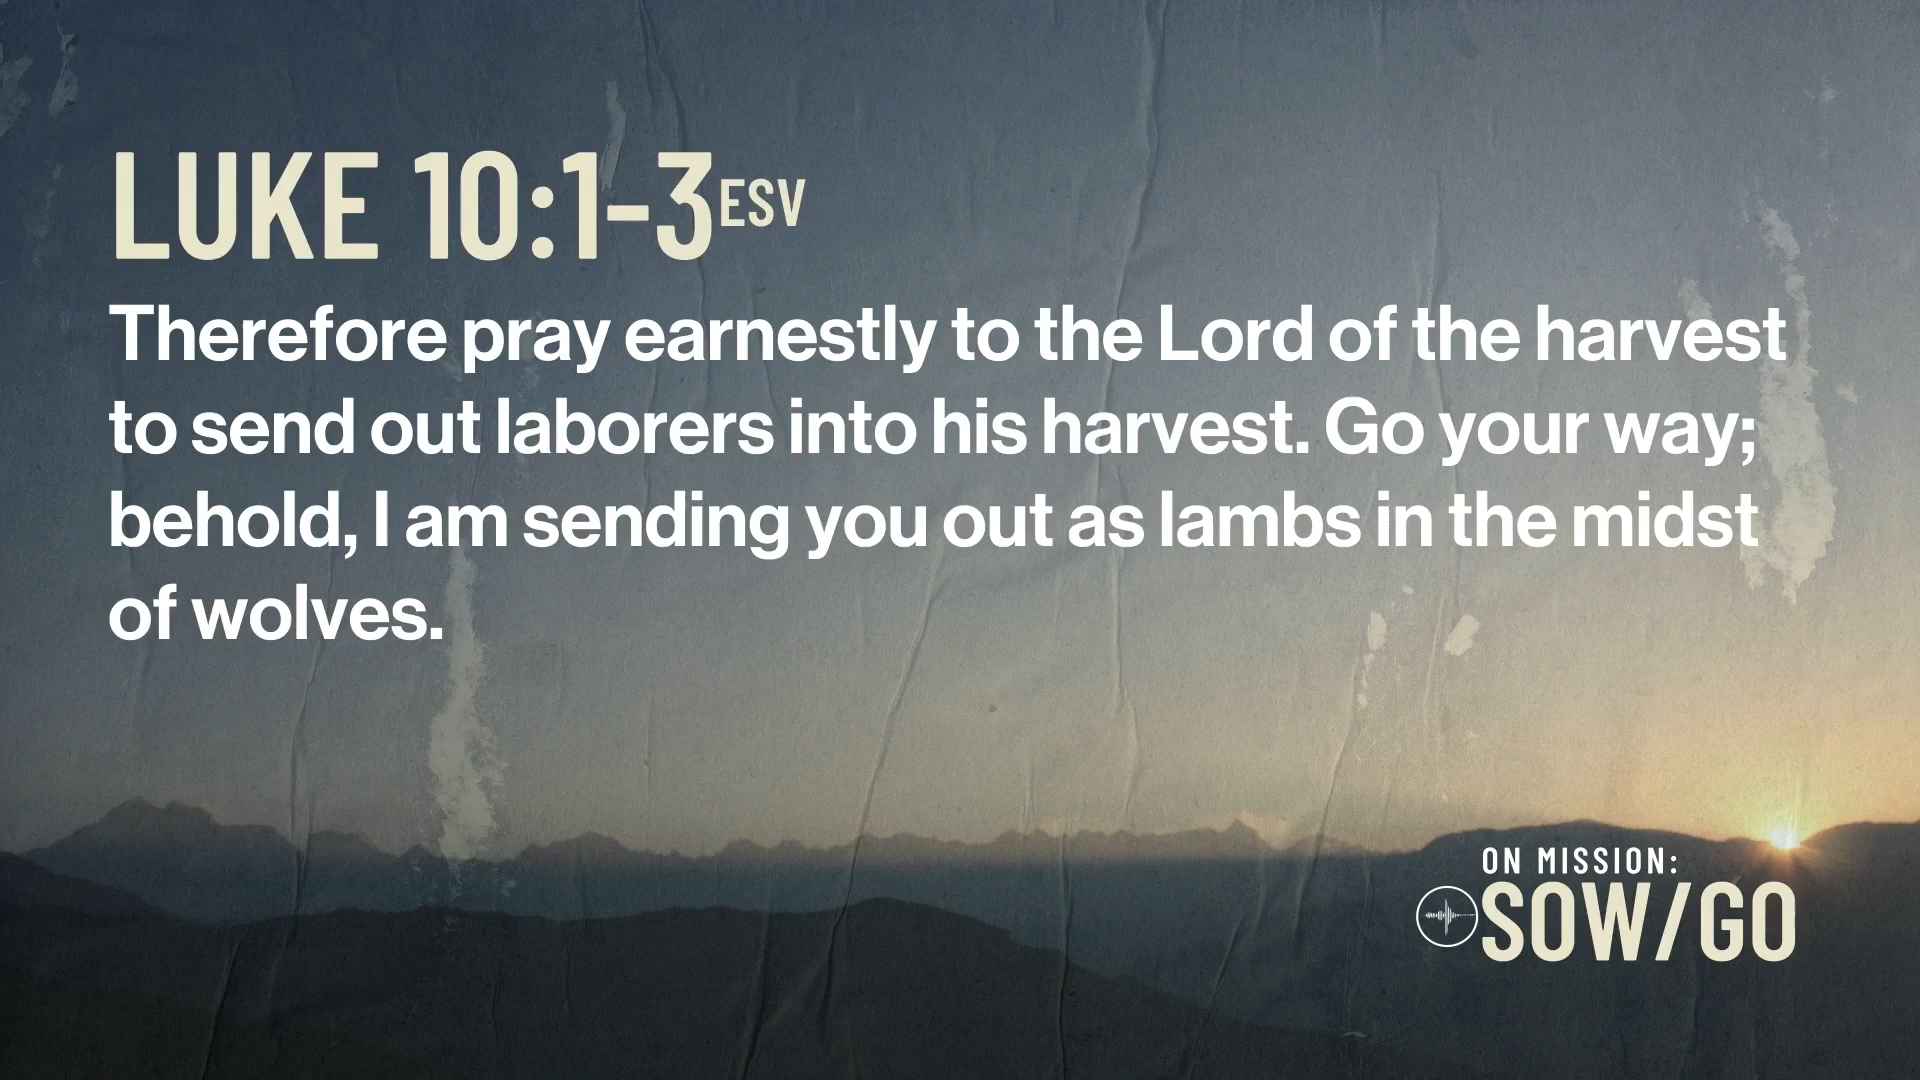 LUKE 10:1-3 ESV
Therefore pray earnestly to the Lord of the harvest
to send out laborers into his harvest. Go your way;
behold, I am sending you out as lambs in the midst
of wolves.
ON MISSION:
SOW/GO